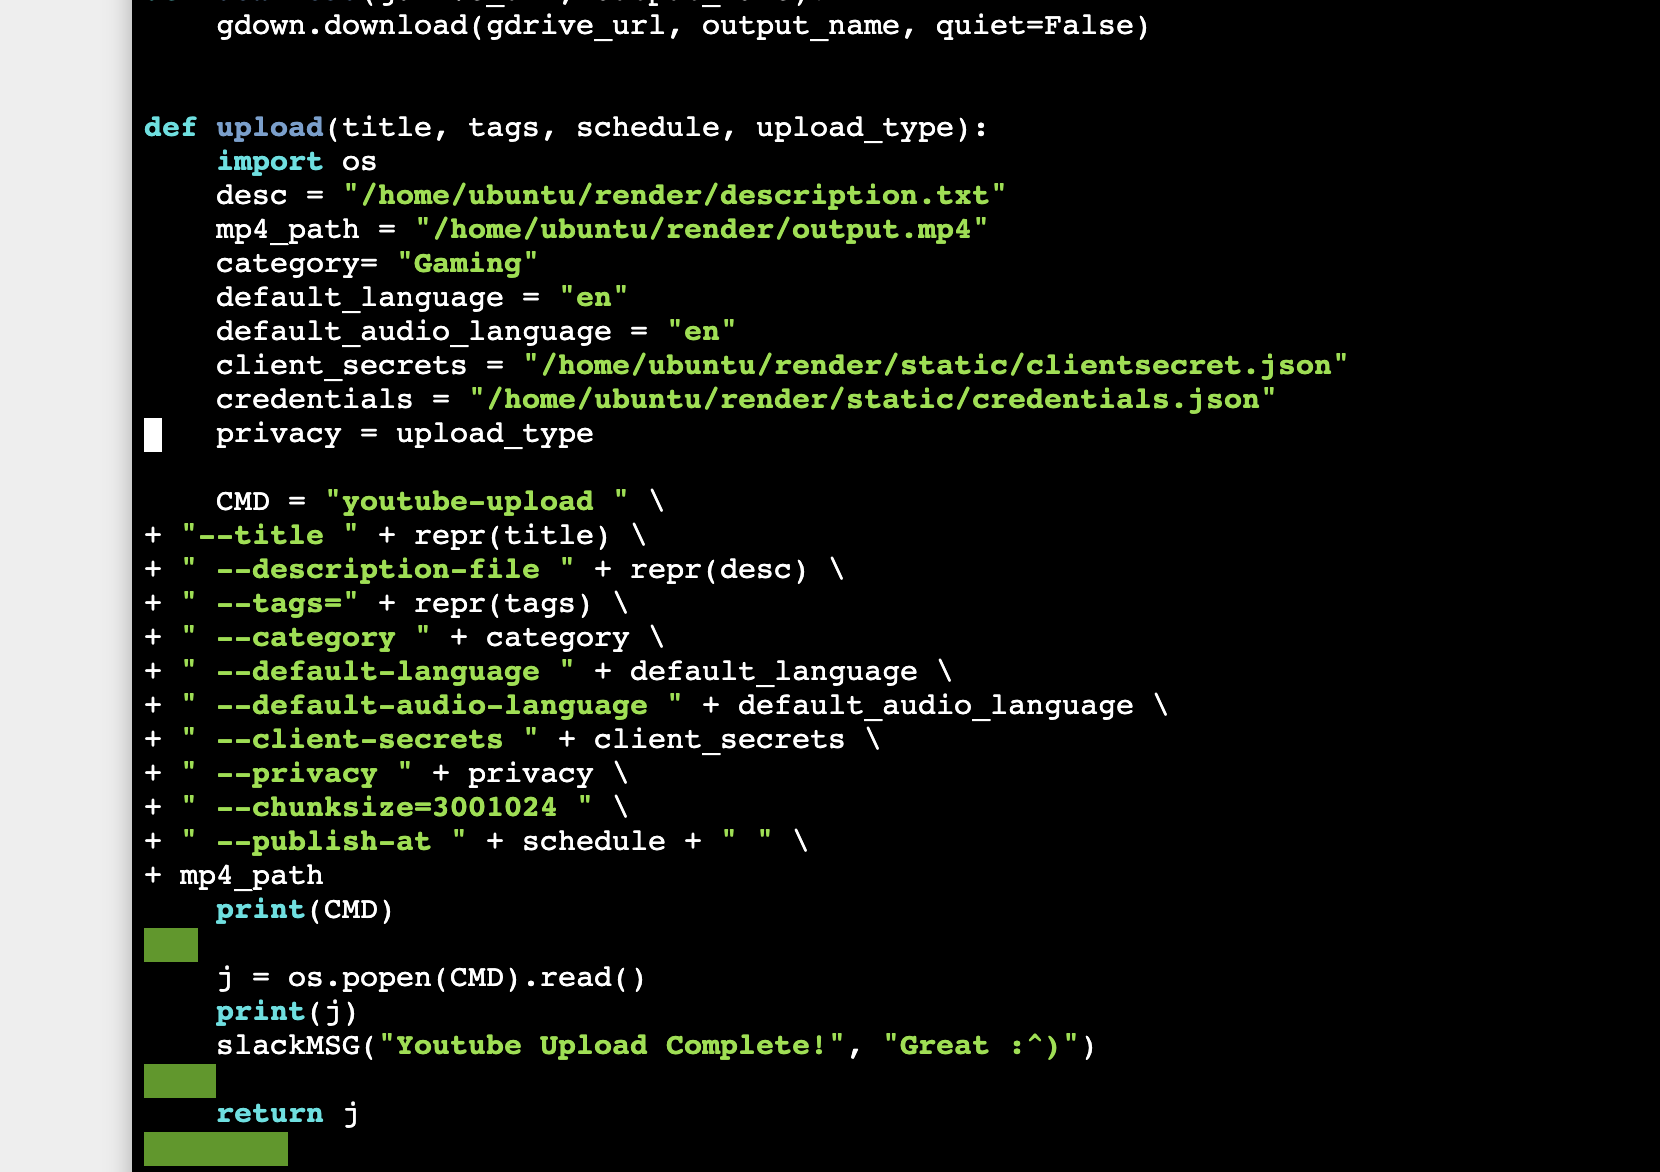 gdown.download(gdrive_url, output_name, quiet=False)
def upload(title, tags, schedule, upload_type):
    import os
    desc = "/home/ubuntu/render/description.txt"
    mp4_path = "/home/ubuntu/render/output.mp4"
    category= "Gaming"
    default_language = "en"
    default_audio_language = "en"
    client_secrets = "/home/ubuntu/render/static/clientsecret.json"
    credentials = "/home/ubuntu/render/static/credentials.json"
    privacy = upload_type
    CMD = "youtube-upload " \
+ "--title " + repr(title) \
+ " --description-file " + repr(desc) \
+ " --tags=" + repr(tags) \
+ " --category " + category \
+ " --default-language " + default_language \
+ " --default-audio-language " + default_audio_language \
+ " --client-secrets " + client_secrets \
+ " --privacy " + privacy \
+ " --chunksize=3001024 " \
+ " --publish-at " + schedule + " " \
+ mp4_path
    print(CMD)
    j = os.popen(CMD).read()
    print(j)
    slackMSG("Youtube Upload Complete!", "Great :^)")
    return j